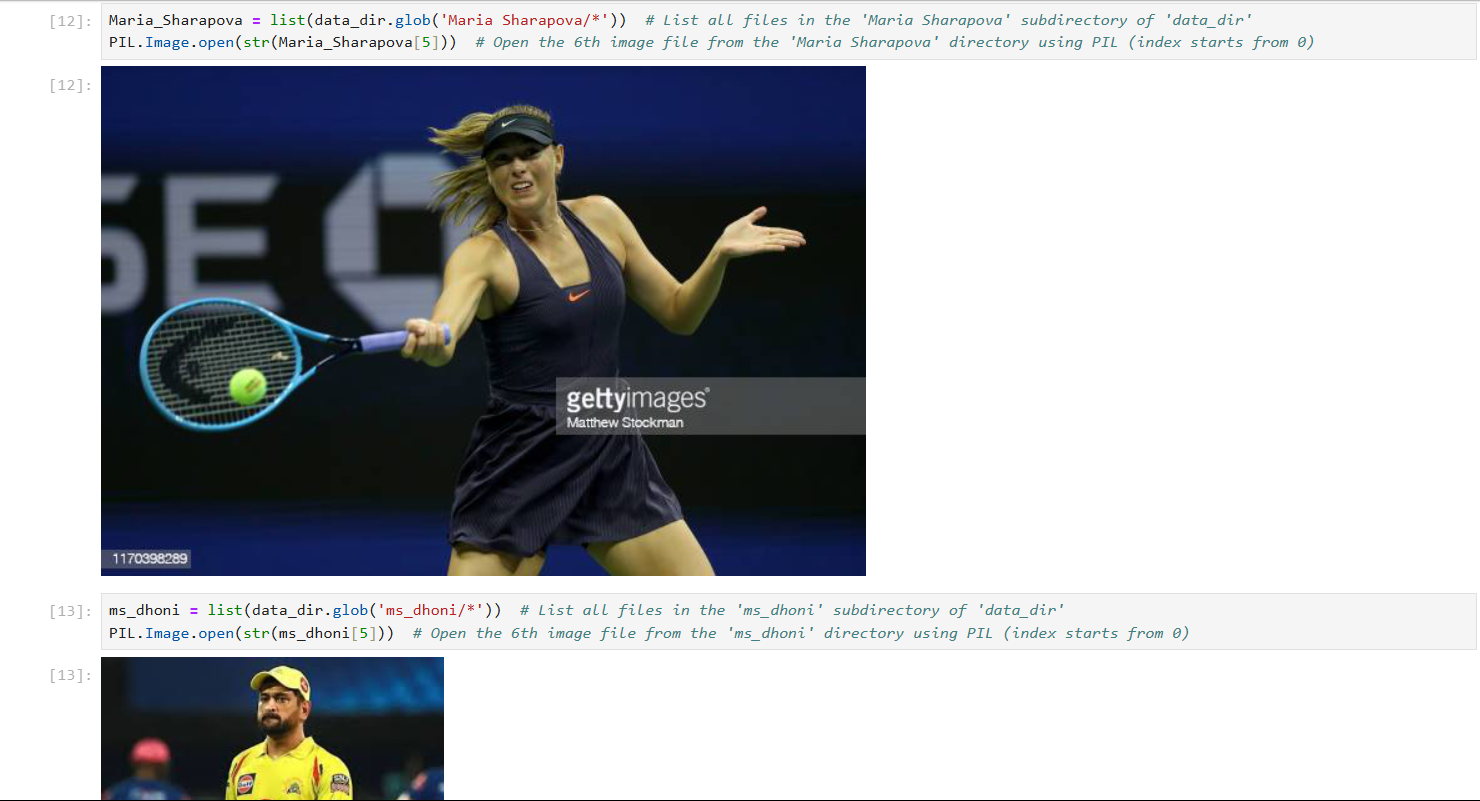 [12]: Maria_Sharapova = list(data_dir.glob('Maria Sharapova/*')) # List all files in the 'Maria Sharapova' subdirectory of 'data_dir'
PIL.Image.open(str(Maria_Sharapova[5])) # Open the 6th image file from the 'Maria Sharapova' directory using PIL (index starts from 0)
[12]:
SE
gettyimages®
Matthew Stockman
1170398289
[13]: ms_dhoni = list(data_dir.glob('ms_dhoni/*')) # List all files in the 'ms_dhoni' subdirectory of 'data_dir'
PIL.Image.open(str(ms_dhoni[5])) # Open the 6th image file from the 'ms_dhoni' directory using PIL (index starts from 0)
[13]:
Gulf